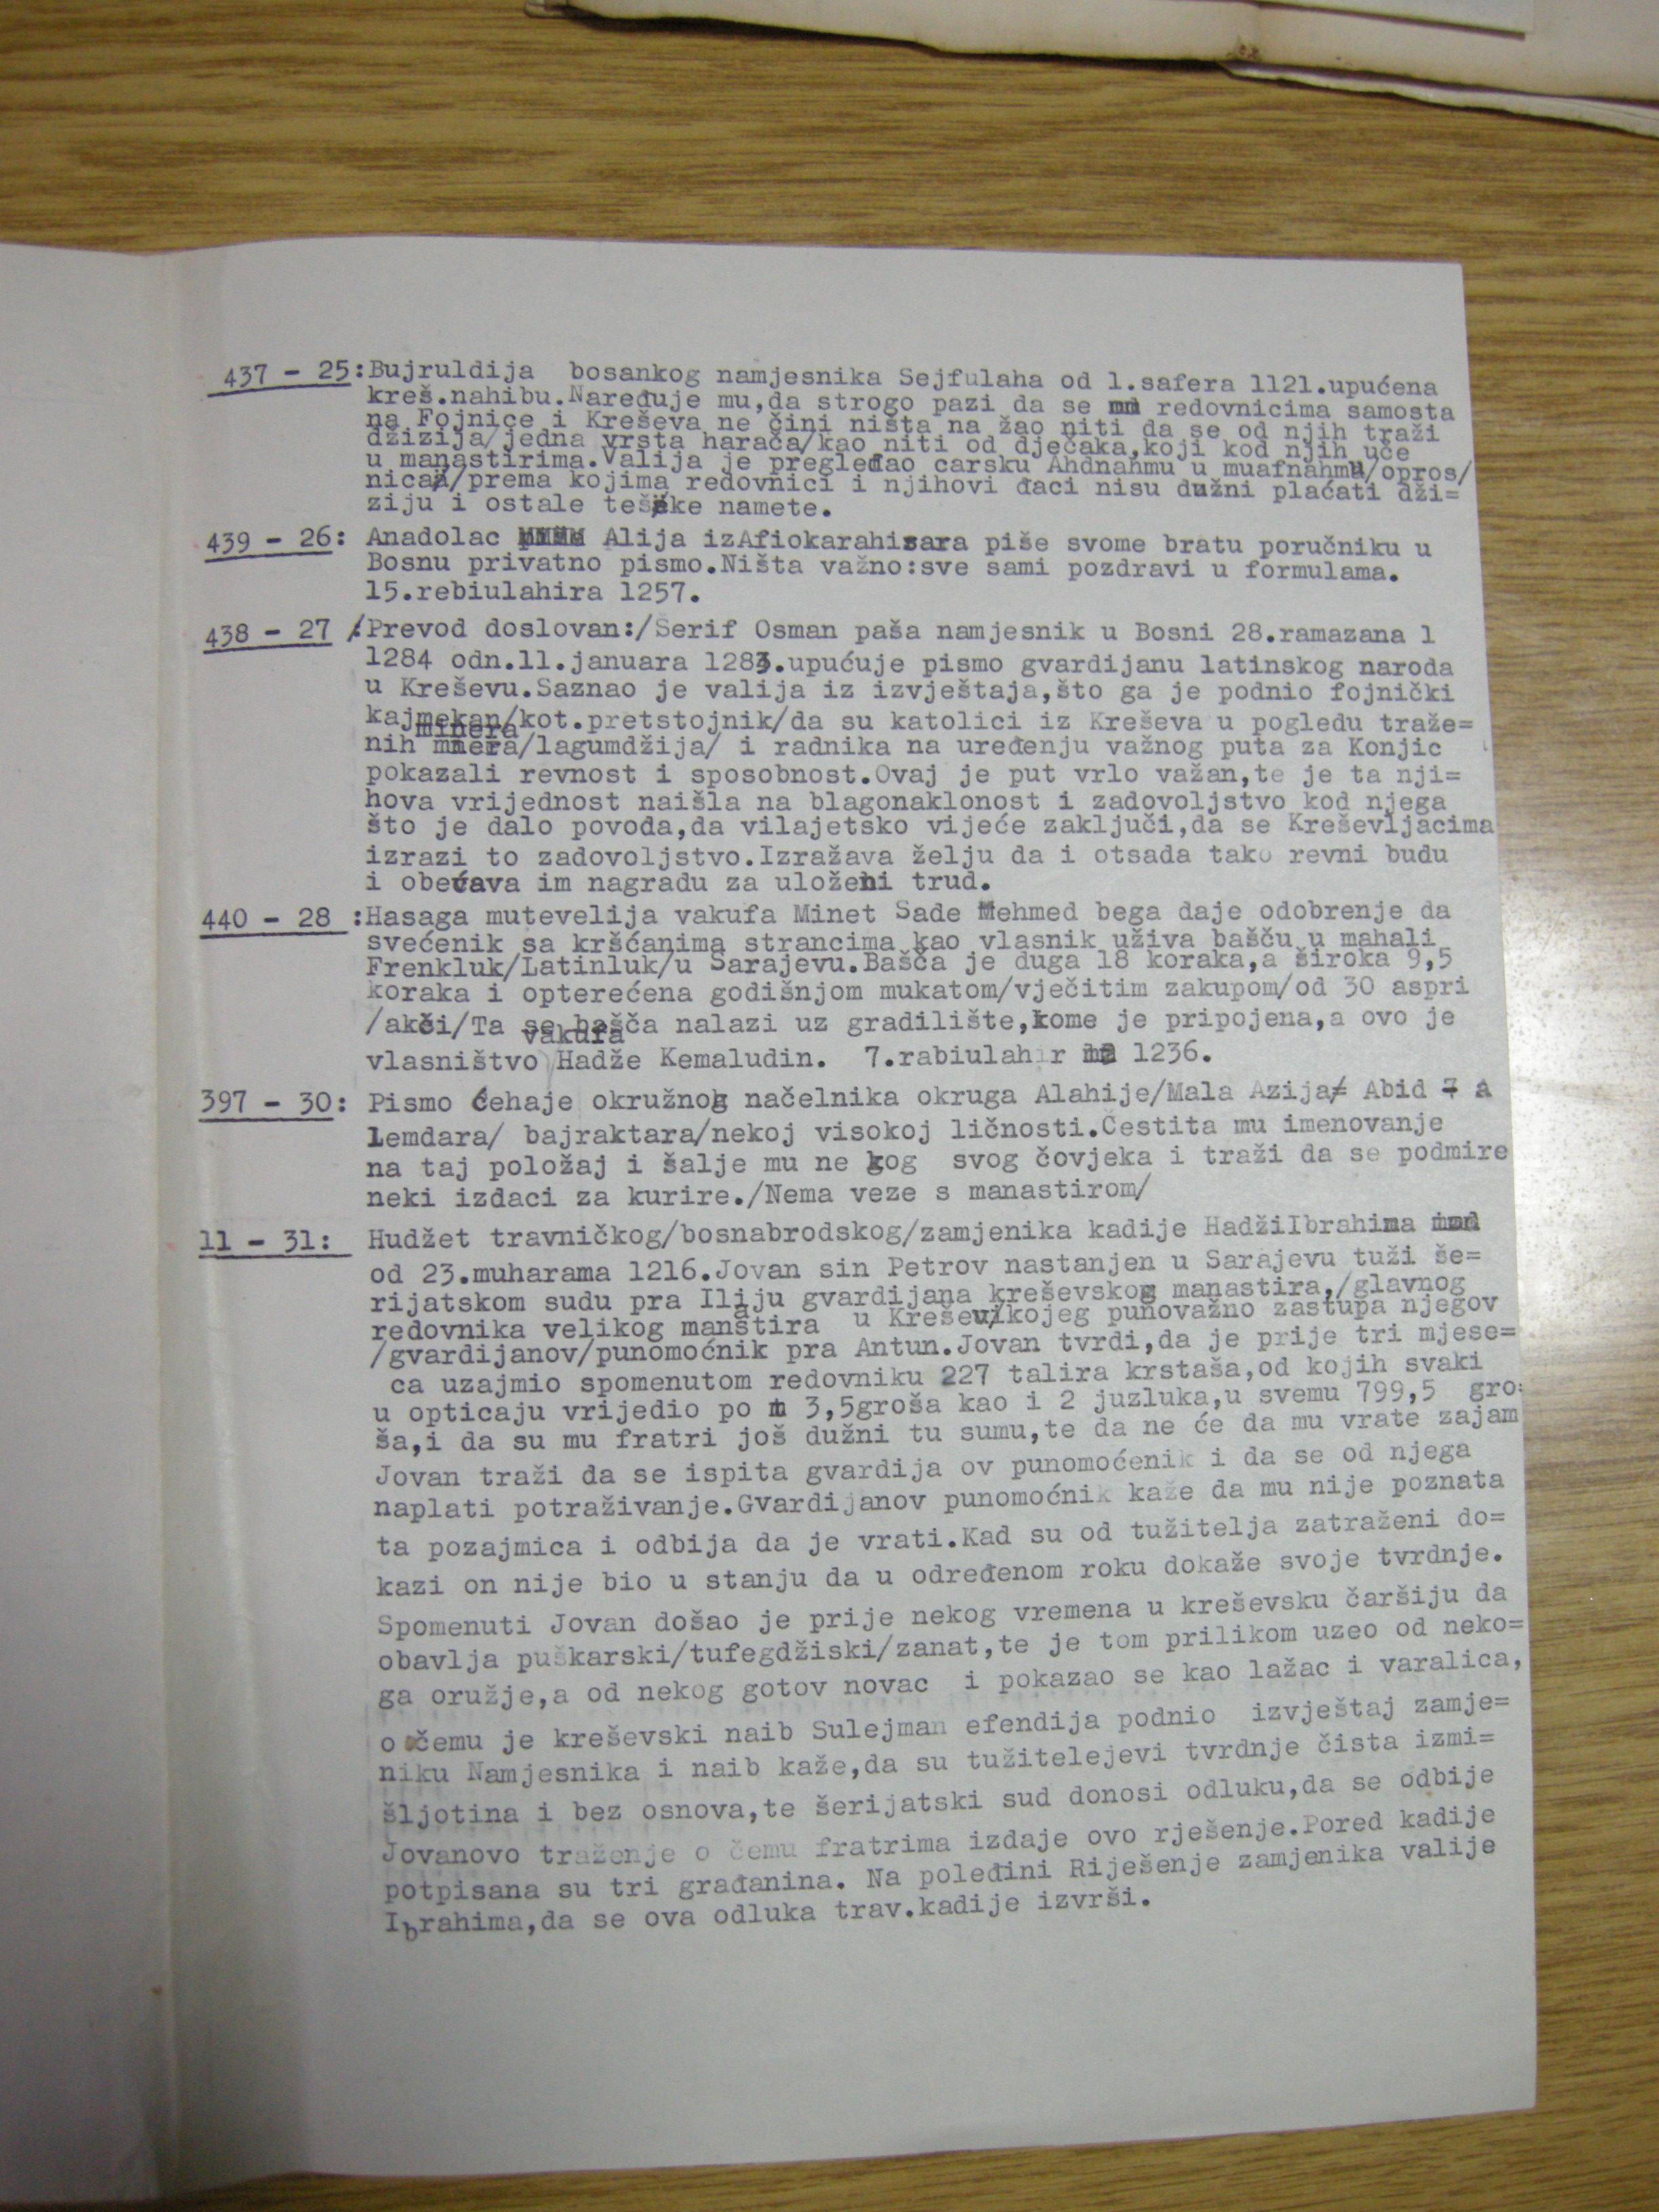 437 - 25:Bujruldija bosankog namjesnika Sejfulaha od 1.safera 1121.upućena
kreš.nahibu.Naređuje mu,da strogo pazi da se redovnicima samosta
na Fojnice i Kreševa ne čini ništa na žao niti da se od njih traži
džizija/jedna vrsta harača/kao niti od dječaka,koji kod njih uče
u manastirima.Valija je pregledao carsku Ahdnahmu u muafnahmu/opros/
nica/prema kojima redovnici i njihovi đaci nisu dužni plaćati dži=
ziju i ostale teške namete.
439 - 26: Anadolac Alija izAfiokarahisara piše svome bratu poručniku u
Bosnu privatno pismo.Ništa važno:sve sami pozdravi u formulama.
15.rebiulahira 1257.
438 - 27 /Prevod doslovan:/Šerif Osman paša namjesnik u Bosni 28.ramazana 1
1284 odn.11.januara 1283.upućuje pismo gvardijanu latinskog naroda
u Kreševu.Saznao je valija iz izvještaja,što ga je podnio fojnički
kajmekan/kot.pretstojnik/da su katolici iz Kreševa u pogledu traže=
minera
nih minera/lagumdžija/ i radnika na uređenju važnog puta za Konjic
pokazali revnost i sposobnost.Ovaj je put vrlo važan,te je ta nji=
hova vrijednost naišla na blagonaklonost i zadovoljstvo kod njega
što je dalo povoda,da vilajetsko vijeće zaključi,da se Kreševljacima
izrazi to zadovoljstvo.Izražava želju da i otsada tako revni budu
i obećava im nagradu za uloženi trud.
440 - 28 :Hasaga mutevelija vakufa Minet Sade Mehmed bega daje odobrenje da
svećenik sa kršćanima strancima kao vlasnik uživa bašču u mahali
Frenkluk/Latinluk/u Sarajevu.Bašča je duga 18 koraka,a široka 9,5
koraka i opterećena godišnjom mukatom/vječitim zakupom/od 30 aspri
/akči/Ta se bašča nalazi uz gradilište,kome je pripojena,a ovo je
vakufa
vlasništvo Hadže Kemaludin. 7.rabiulahir 1236.
397 - 30: Pismo ćehaje okružnog načelnika okruga Alahije/Mala Azija/ Abid A
lemdara/ bajraktara/nekoj visokoj ličnosti.Čestita mu imenovanje
na taj položaj i šalje mu ne kog svog čovjeka i traži da se podmire
neki izdaci za kurire./Nema veze s manastirom/
11 - 31: Hudžet travničkog/bosnabrodskog/zamjenika kadije HadžiIbrahima
od 23.muharama 1216.Jovan sin Petrov nastanjen u Sarajevu tuži še=
rijatskom sudu pra Iliju gvardijana kreševskog manastira,/glavnog
redovnika velikog manastira u Kreševu/kojeg punovažno zastupa njegov
/gvardijanov/punomoćnik pra Antun.Jovan tvrdi,da je prije tri mjese=
ca uzajmio spomenutom redovniku 227 talira krstaša,od kojih svaki
u opticaju vrijedio po 3,5groša kao i 2 juzluka,u svemu 799,5 gro=
ša,i da su mu fratri još dužni tu sumu,te da ne će da mu vrate zajam
Jovan traži da se ispita gvardija ov punomoćenik i da se od njega
naplati potraživanje.Gvardijanov punomoćnik kaže da mu nije poznata
ta pozajmica i odbija da je vrati.Kad su od tužitelja zatraženi do=
kazi on nije bio u stanju da u određenom roku dokaže svoje tvrdnje.
Spomenuti Jovan došao je prije nekog vremena u kreševsku čaršiju da
obavlja puškarski/tufegdžiski/zanat,te je tom prilikom uzeo od neko=
ga oružje,a od nekog gotov novac i pokazao se kao lažac i varalica,
o čemu je kreševski naib Sulejman efendija podnio izvještaj zamje=
niku Namjesnika i naib kaže,da su tužitelejevi tvrdnje čista izmi=
šljotina i bez osnova,te šerijatski sud donosi odluku,da se odbije
Jovanovo traženje o čemu fratrima izdaje ovo rješenje.Pored kadije
potpisana su tri građanina. Na poleđini Riješenje zamjenika valije
Ibrahima,da se ova odluka trav.kadije izvrši.